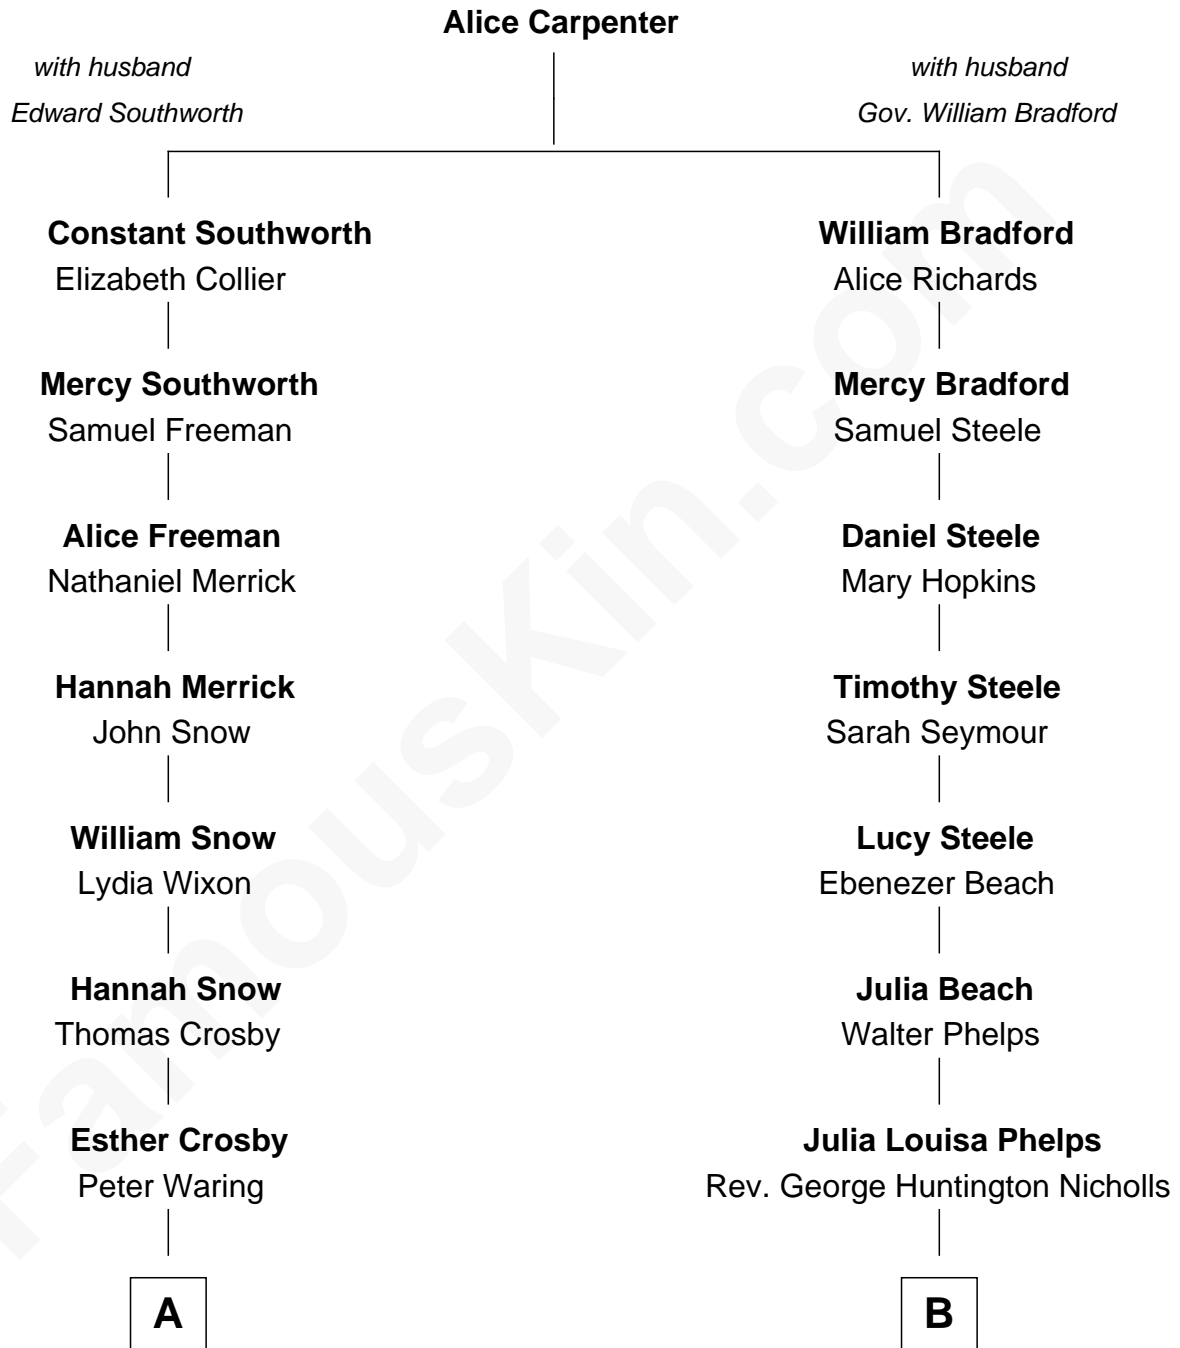 Alice Carpenter
with husband
Edward Southworth
with husband
Gov. William Bradford
Constant Southworth
Elizabeth Collier
William Bradford
Alice Richards
Mercy Southworth
Samuel Freeman
Mercy Bradford
Samuel Steele
Alice Freeman
Nathaniel Merrick
Daniel Steele
Mary Hopkins
Hannah Merrick
John Snow
Timothy Steele
Sarah Seymour
William Snow
Lydia Wixon
Lucy Steele
Ebenezer Beach
Hannah Snow
Thomas Crosby
Julia Beach
Walter Phelps
Esther Crosby
Peter Waring
Julia Louisa Phelps
Rev. George Huntington Nicholls
A
B
FamousKin.com